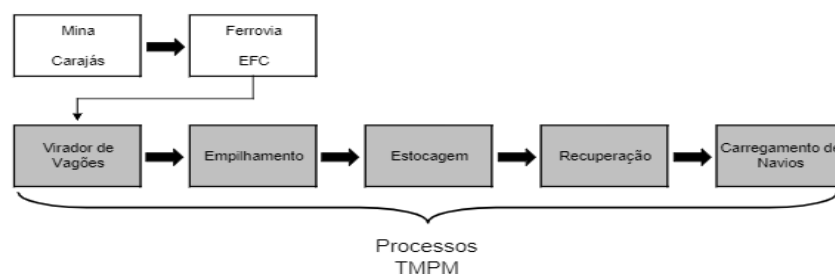 Mina
Carajás
Ferrovia
EFC
Virador de
Vagões
Empilhamento
Estocagem
Recuperação
Carregamento de
Navios
Processos
TMPM